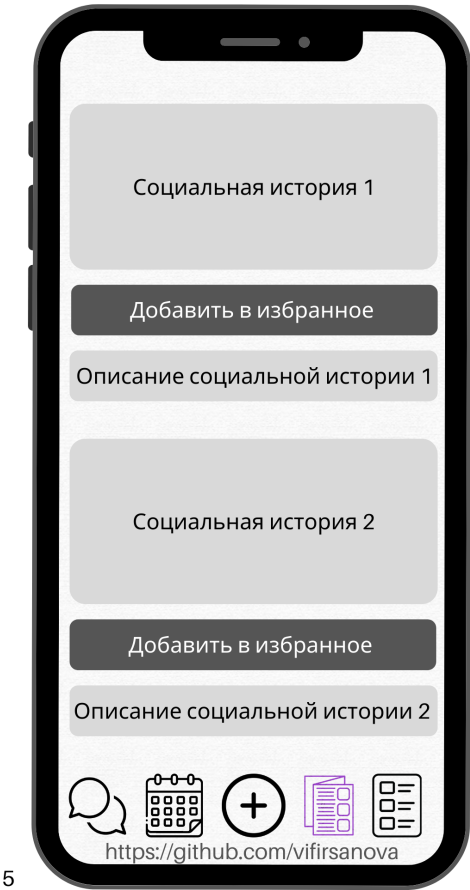 Социальная история 1
Добавить в избранное
Описание социальной истории 1
Социальная история 2
Добавить в избранное
Описание социальной истории 2
https://github.com/vifirsanova
5